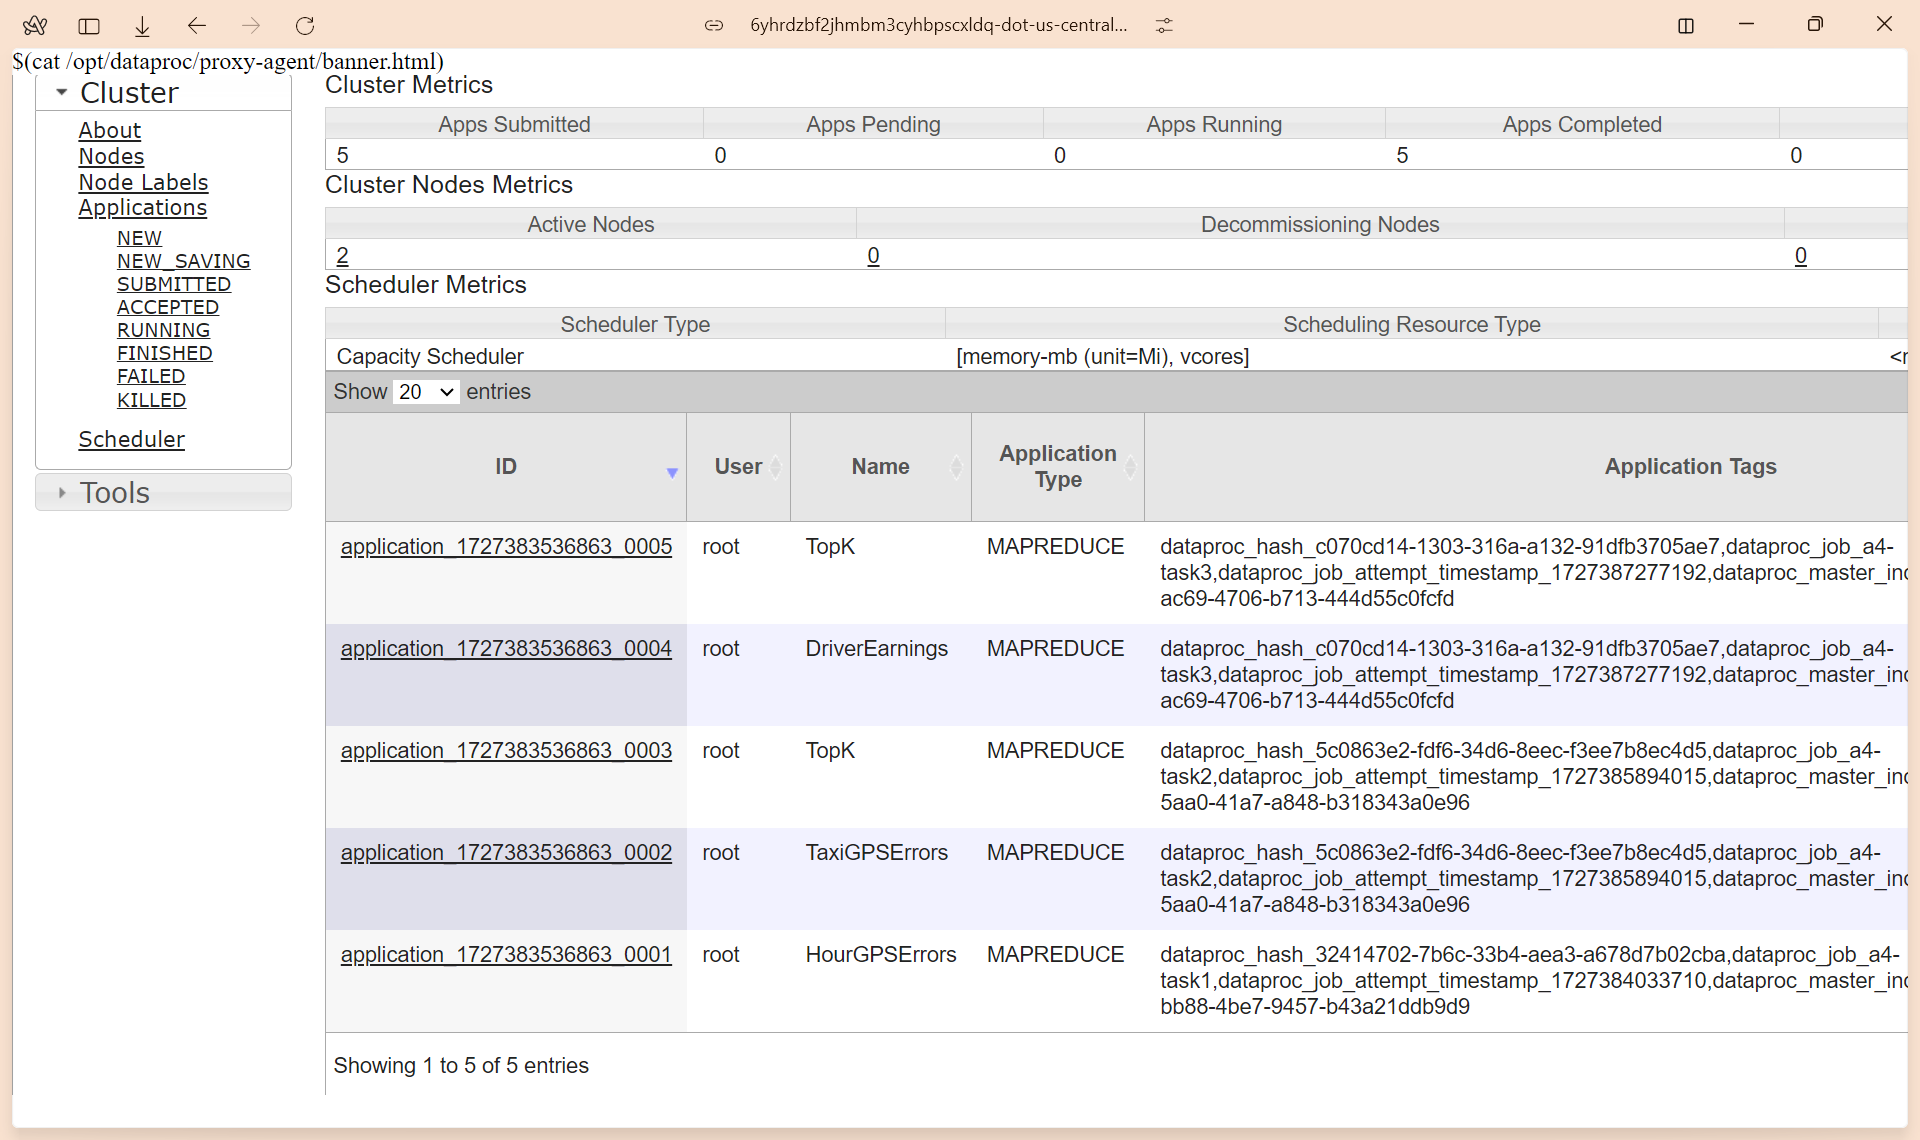 6yhrdzbf2jhmbm3cyhbpscxldq-dot-us-central...
$(cat /opt/dataproc/proxy-agent/banner.html)
Cluster
About
Nodes
Node Labels
Applications
NEW
NEW_SAVING
SUBMITTED
ACCEPTED
RUNNING
FINISHED
FAILED
KILLED
Scheduler
Tools
Cluster Metrics
Apps Submitted Apps Pending Apps Running Apps Completed
5 0 0 5 0
Cluster Nodes Metrics
Active Nodes Decommissioning Nodes
2 0 0
Scheduler Metrics
Scheduler Type Scheduling Resource Type
Capacity Scheduler [memory-mb (unit=Mi), vcores]
Show 20 entries
ID User Name Application Type Application Tags
application_1727383536863_0005 root TopK MAPREDUCE dataproc_hash_c070cd14-1303-316a-a132-91dfb3705ae7,dataproc_job_a4-
task3,dataproc_job_attempt_timestamp_1727387277192,dataproc_master_in
ac69-4706-b713-444d55c0fcfd
application_1727383536863_0004 root DriverEarnings MAPREDUCE dataproc_hash_c070cd14-1303-316a-a132-91dfb3705ae7,dataproc_job_a4-
task3,dataproc_job_attempt_timestamp_1727387277192,dataproc_master_in
ac69-4706-b713-444d55c0fcfd
application_1727383536863_0003 root TopK MAPREDUCE dataproc_hash_5c0863e2-fdf6-34d6-8eec-f3ee7b8ec4d5,dataproc_job_a4-
task2,dataproc_job_attempt_timestamp_1727385894015,dataproc_master_in
5aa0-41a7-a848-b318343a0e96
application_1727383536863_0002 root TaxiGPSErrors MAPREDUCE dataproc_hash_5c0863e2-fdf6-34d6-8eec-f3ee7b8ec4d5,dataproc_job_a4-
task2,dataproc_job_attempt_timestamp_1727385894015,dataproc_master_in
5aa0-41a7-a848-b318343a0e96
application_1727383536863_0001 root HourGPSErrors MAPREDUCE dataproc_hash_32414702-7b6c-33b4-aea3-a678d7b02cba,dataproc_job_a4-
task1,dataproc_job_attempt_timestamp_1727384033710,dataproc_master_in
bb88-4be7-9457-b43a21ddb9d9
Showing 1 to 5 of 5 entries